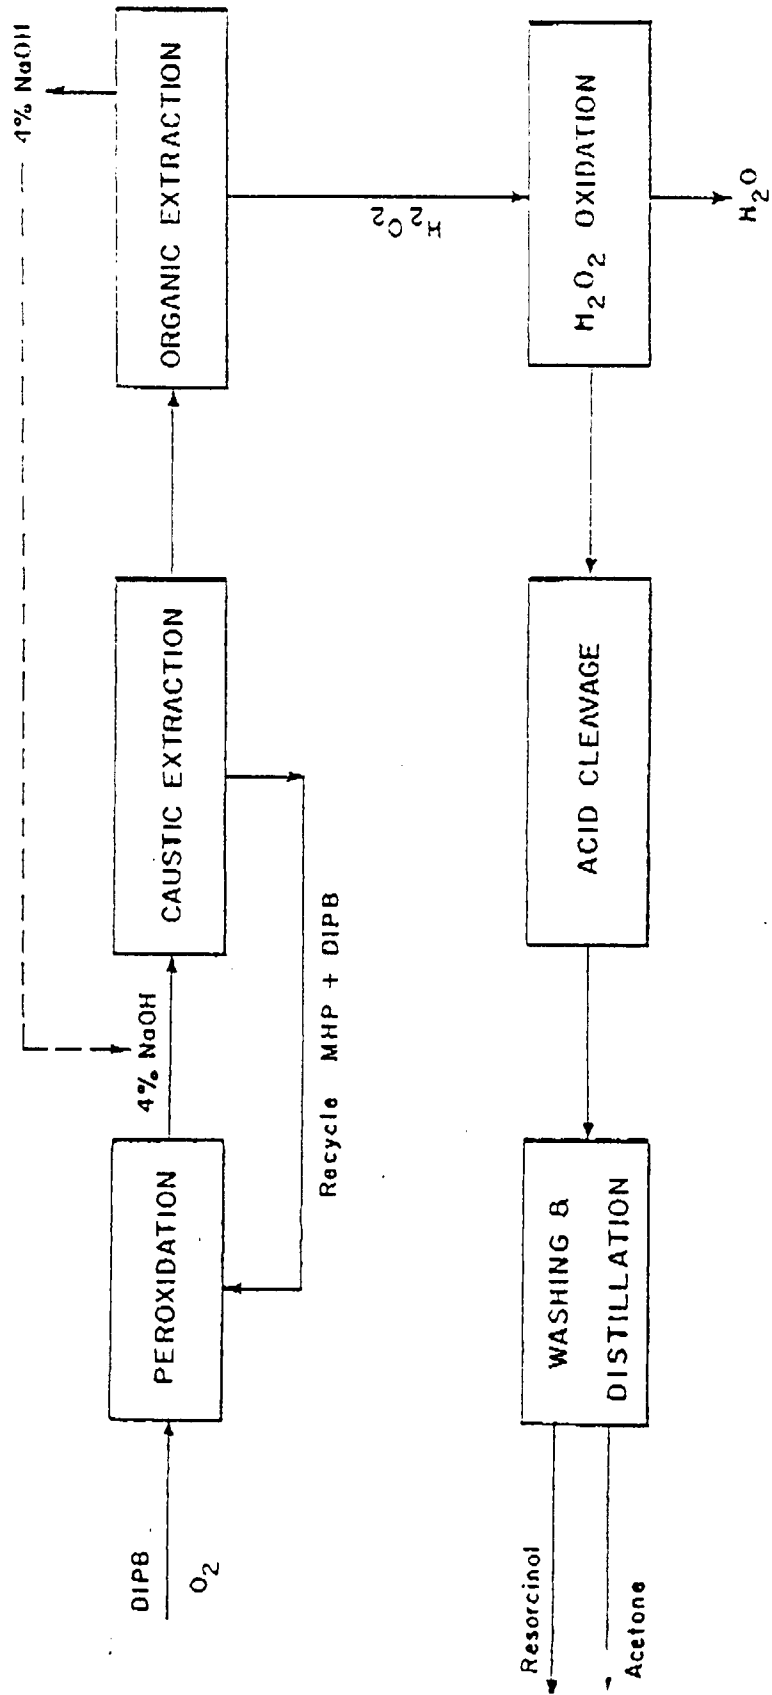 DIPB
O2
PEROXIDATION
4% NaOH
CAUSTIC EXTRACTION
Recycle MHP + DIPB
ORGANIC EXTRACTION
4% NaOH
H2O2
H2O2 OXIDATION
H2O
ACID CLEAVAGE
WASHING &
DISTILLATION
Resorcinol
Acetone